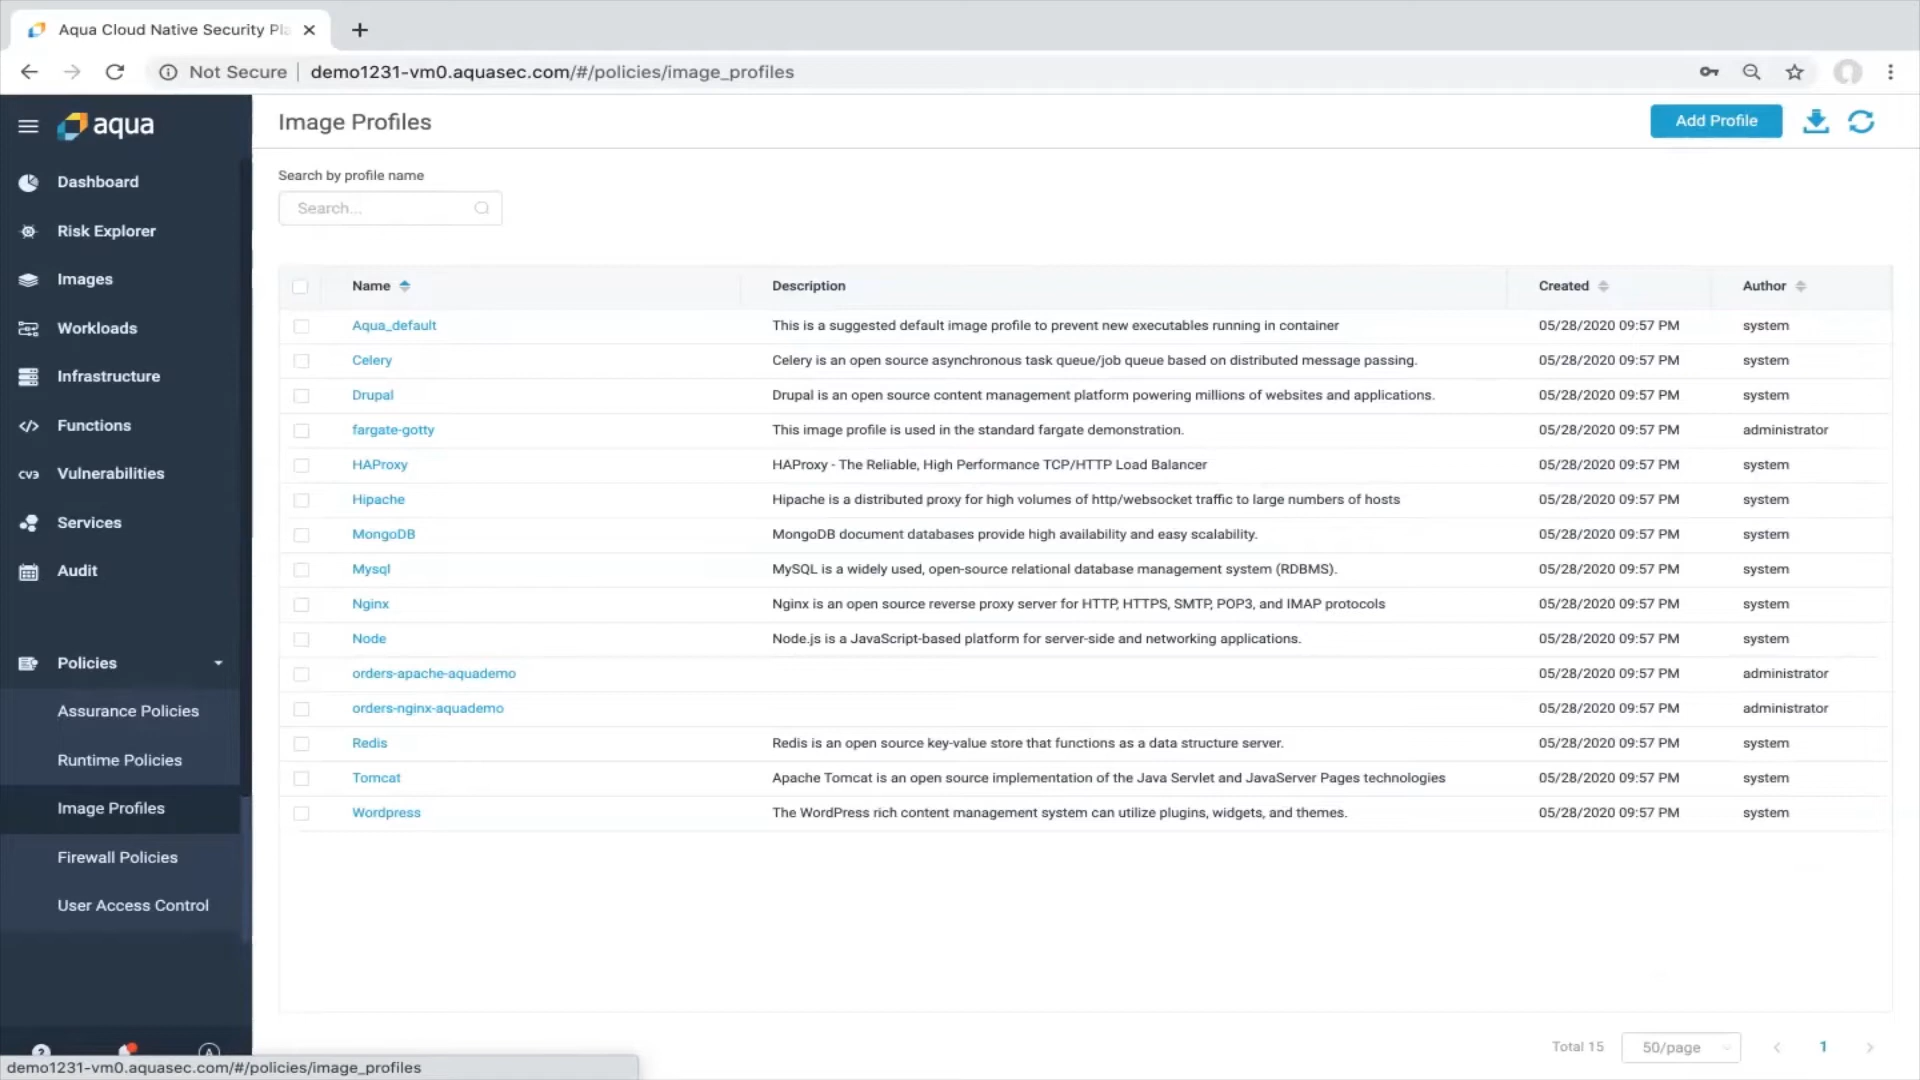 Aqua Cloud Native Security Pla
Not Secure | demo1231-vm0.aquasec.com/#/policies/image_profiles
aqua
Dashboard
Risk Explorer
Images
Workloads
Infrastructure
Functions
Vulnerabilities
Services
Audit
Policies
Assurance Policies
Runtime Policies
Image Profiles
Firewall Policies
User Access Control
Image Profiles
Add Profile
Search by profile name
Search...
Name Description Created Author
Aqua_default This is a suggested default image profile to prevent new executables running in container 05/28/2020 09:57 PM system
Celery Celery is an open source asynchronous task queue/job queue based on distributed message passing. 05/28/2020 09:57 PM system
Drupal Drupal is an open source content management platform powering millions of websites and applications. 05/28/2020 09:57 PM system
fargate-gotty This image profile is used in the standard fargate demonstration. 05/28/2020 09:57 PM administrator
HAProxy HAProxy - The Reliable, High Performance TCP/HTTP Load Balancer 05/28/2020 09:57 PM system
Hipache Hipache is a distributed proxy for high volumes of http/websocket traffic to large numbers of hosts 05/28/2020 09:57 PM system
MongoDB MongoDB document databases provide high availability and easy scalability. 05/28/2020 09:57 PM system
Mysql MySQL is a widely used, open-source relational database management system (RDBMS). 05/28/2020 09:57 PM system
Nginx Nginx is an open source reverse proxy server for HTTP, HTTPS, SMTP, POP3, and IMAP protocols 05/28/2020 09:57 PM system
Node Node.js is a JavaScript-based platform for server-side and networking applications. 05/28/2020 09:57 PM system
orders-apache-aquademo 05/28/2020 09:57 PM administrator
orders-nginx-aquademo 05/28/2020 09:57 PM administrator
Redis Redis is an open source key-value store that functions as a data structure server. 05/28/2020 09:57 PM system
Tomcat Apache Tomcat is an open source implementation of the Java Servlet and JavaServer Pages technologies 05/28/2020 09:57 PM system
Wordpress The WordPress rich content management system can utilize plugins, widgets, and themes. 05/28/2020 09:57 PM system
Total 15 50/page 1
demo1231-vm0.aquasec.com/#/policies/image_profiles